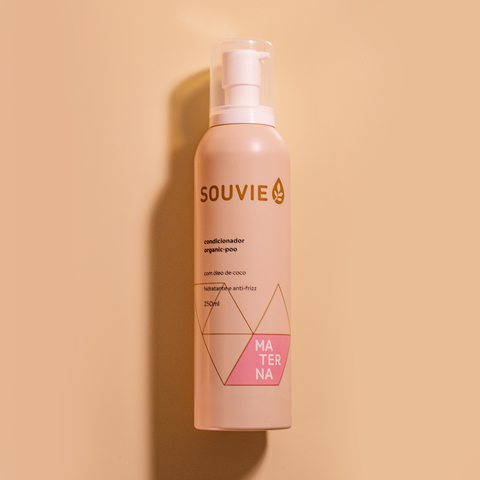 SOUVIE
condicionador
organic-poo
com óleo de coco
hidratante e anti-frizz
250ml
MA
TER
NA